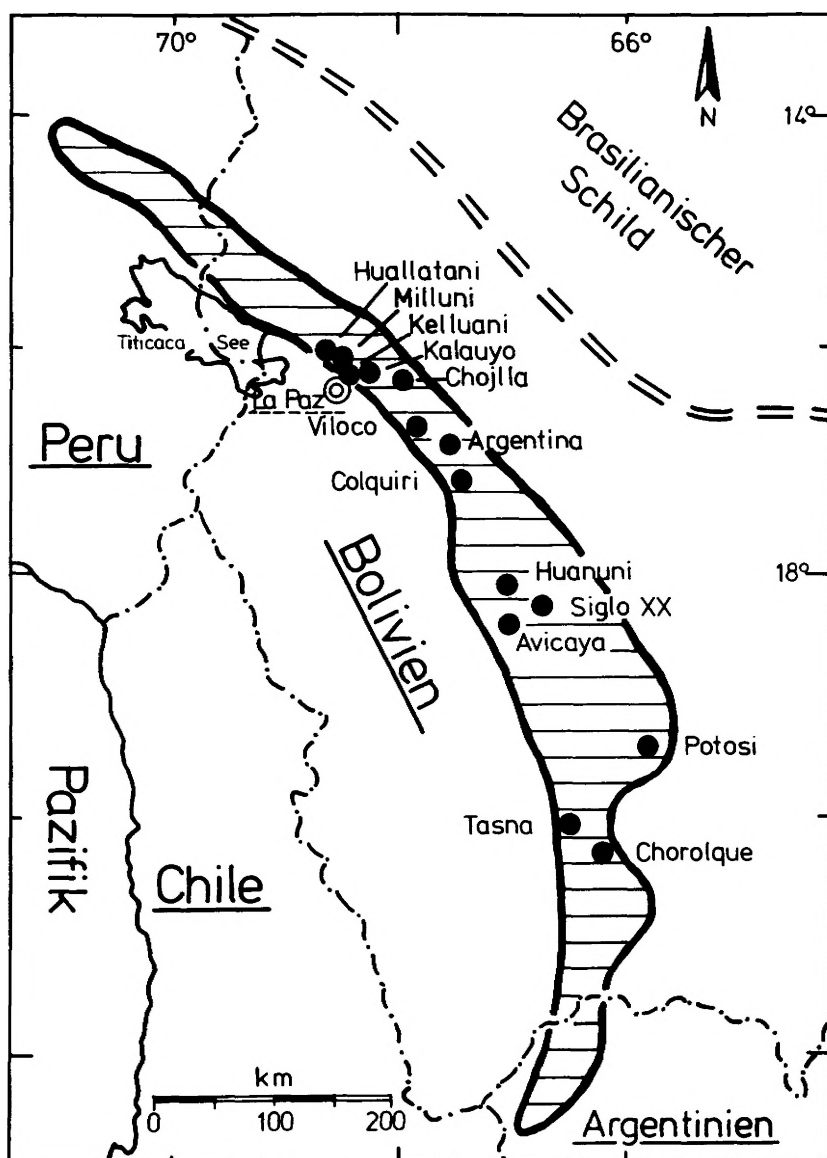 70°
66°
14°
N
Brasilianischer
Schild
Huallatani
Milluni
Kelluani
Kalauyo
Chojlla
Titicaca See
La Paz
Viloco
Argentina
Peru
Colquiri
Bolivien
Huanuni
18°
Siglo XX
Avicaya
Potosi
Pazifik
Tasna
Chorolque
Chile
km
0 100 200
Argentinien